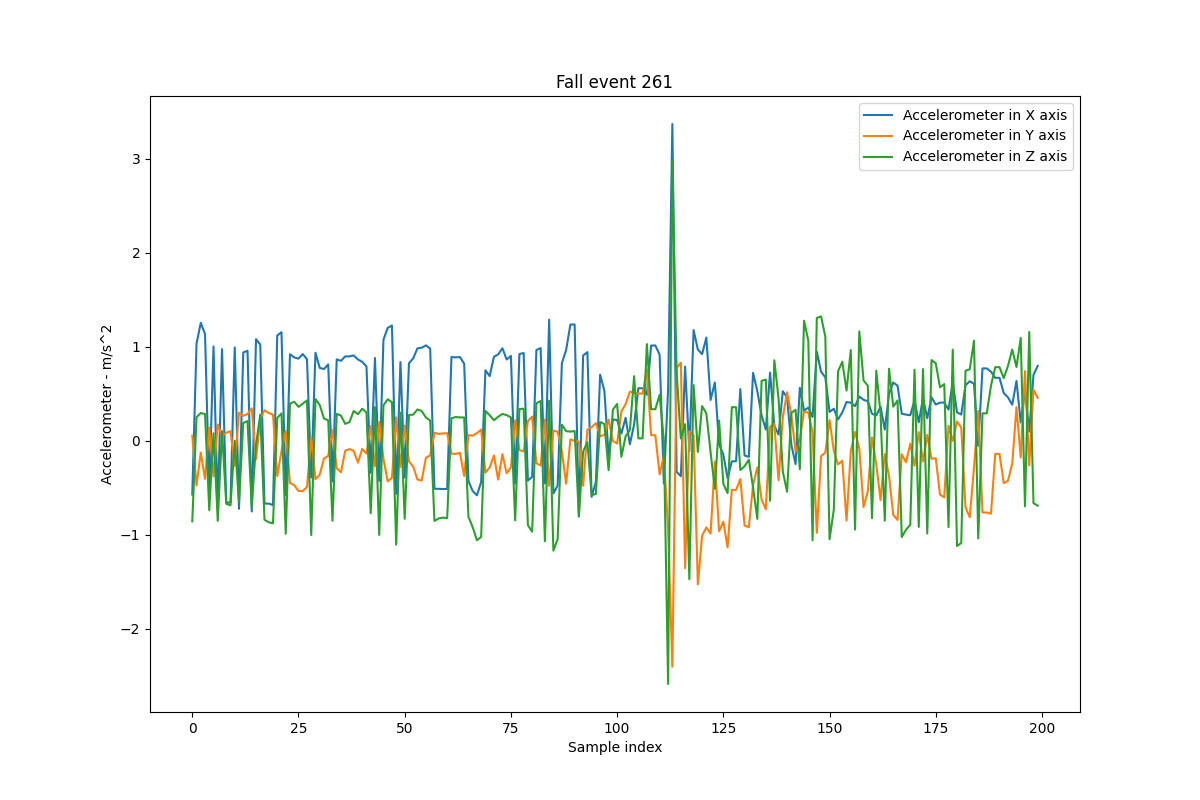 Fall event 261
Accelerometer in X axis
Accelerometer in Y axis
Accelerometer in Z axis
Accelerometer - m/s^2
3
2
1
0
−1
−2
0 25 50 75 100 125 150 175 200
Sample index